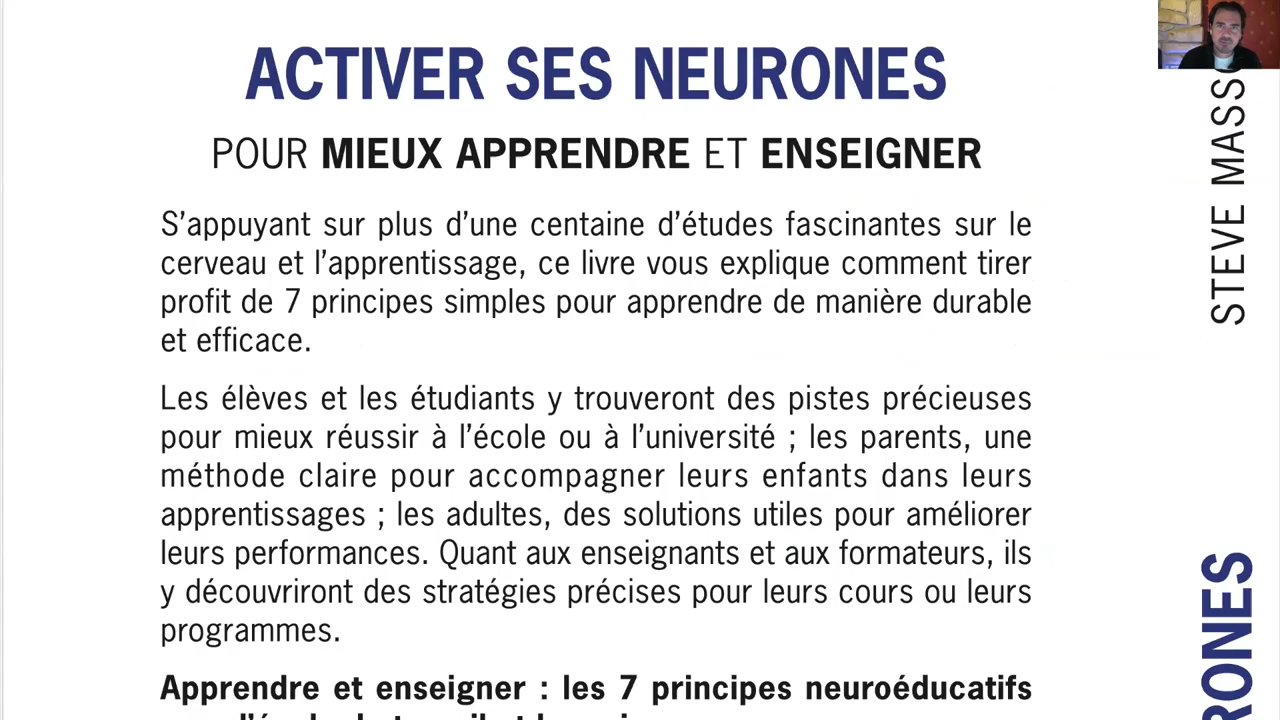 ACTIVER SES NEURONES
POUR MIEUX APPRENDRE ET ENSEIGNER
S'appuyant sur plus d'une centaine d'études fascinantes sur le
cerveau et l'apprentissage, ce livre vous explique comment tirer
profit de 7 principes simples pour apprendre de manière durable
et efficace.
Les élèves et les étudiants y trouveront des pistes précieuses
pour mieux réussir à l'école ou à l'université ; les parents, une
méthode claire pour accompagner leurs enfants dans leurs
apprentissages ; les adultes, des solutions utiles pour améliorer
leurs performances. Quant aux enseignants et aux formateurs, ils
y découvriront des stratégies précises pour leurs cours ou leurs
programmes.
Apprendre et enseigner : les 7 principes neuroéducatifs
STEVE MASS
RONES